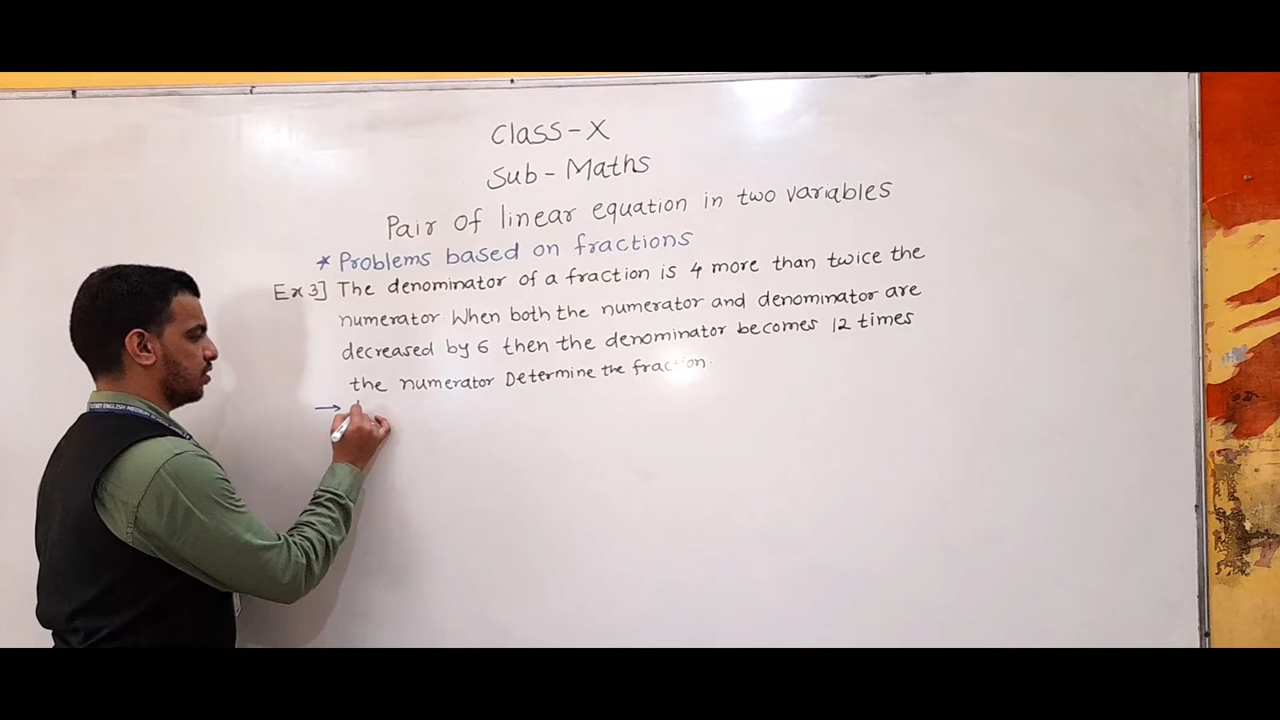 Class-X
Sub-Maths
Pair of linear equation in two variables
* Problems based on fractions
Ex 3] The denominator of a fraction is 4 more than twice the
numerator. When both the numerator and denominator are
decreased by 6 then the denominator becomes 12 times
the numerator Determine the fraction.
→
ENGLISH MEDIUM